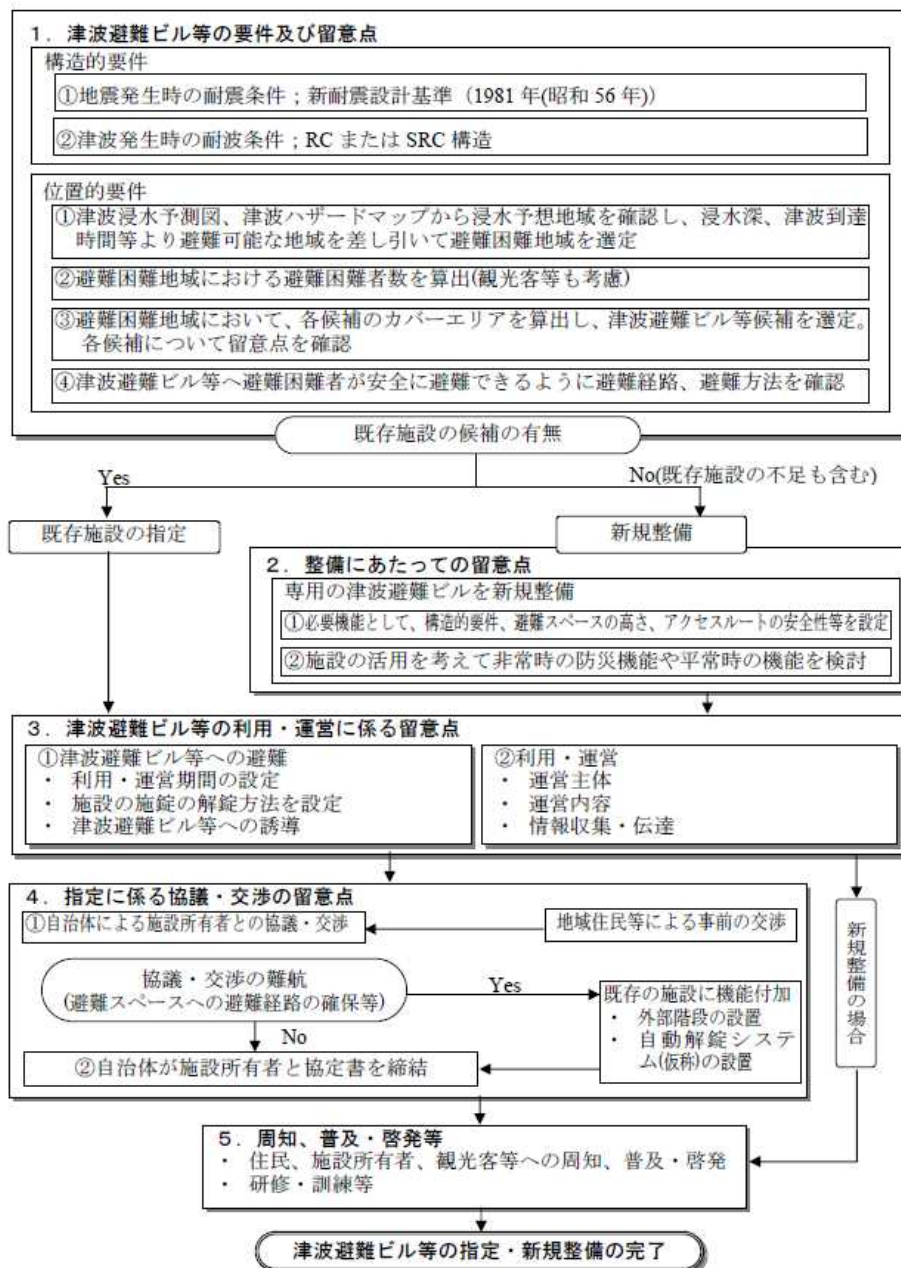 1．津波避難ビル等の要件及び留意点
構造的要件
①地震発生時の耐震条件；新耐震設計基準（1981 年(昭和 56 年)）
②津波発生時の耐波条件；RC または SRC 構造
位置的要件
①津波浸水予測図、津波ハザードマップから浸水予想地域を確認し、浸水深、津波到達
時間等より避難可能な地域を差し引いて避難困難地域を選定
②避難困難地域における避難困難者数を算出(観光客等も考慮)
③避難困難地域において、各候補のカバーエリアを算出し、津波避難ビル等候補を選定。
各候補について留意点を確認
④津波避難ビル等へ避難困難者が安全に避難できるように避難経路、避難方法を確認
既存施設の候補の有無
Yes
No(既存施設の不足も含む)
既存施設の指定
新規整備
2．整備にあたっての留意点
専用の津波避難ビルを新規整備
①必要機能として、構造的要件、避難スペースの高さ、アクセスルートの安全性等を設定
②施設の活用を考えて非常時の防災機能や平常時の機能を検討
3．津波避難ビル等の利用・運営に係る留意点
①津波避難ビル等への避難
・ 利用・運営期間の設定
・ 施設の施錠の解錠方法を設定
・ 津波避難ビル等への誘導
②利用・運営
・ 運営主体
・ 運営内容
・ 情報収集・伝達
4．指定に係る協議・交渉の留意点
①自治体による施設所有者との協議・交渉
地域住民等による事前の交渉
協議・交渉の難航
(避難スペースへの避難経路の確保等)
Yes
既存の施設に機能付加
・ 外部階段の設置
・ 自動解錠システ
ム(仮称)の設置
No
②自治体が施設所有者と協定書を締結
新規整備の場合
5．周知、普及・啓発等
・ 住民、施設所有者、観光客等への周知、普及・啓発
・ 研修・訓練等
津波避難ビル等の指定・新規整備の完了